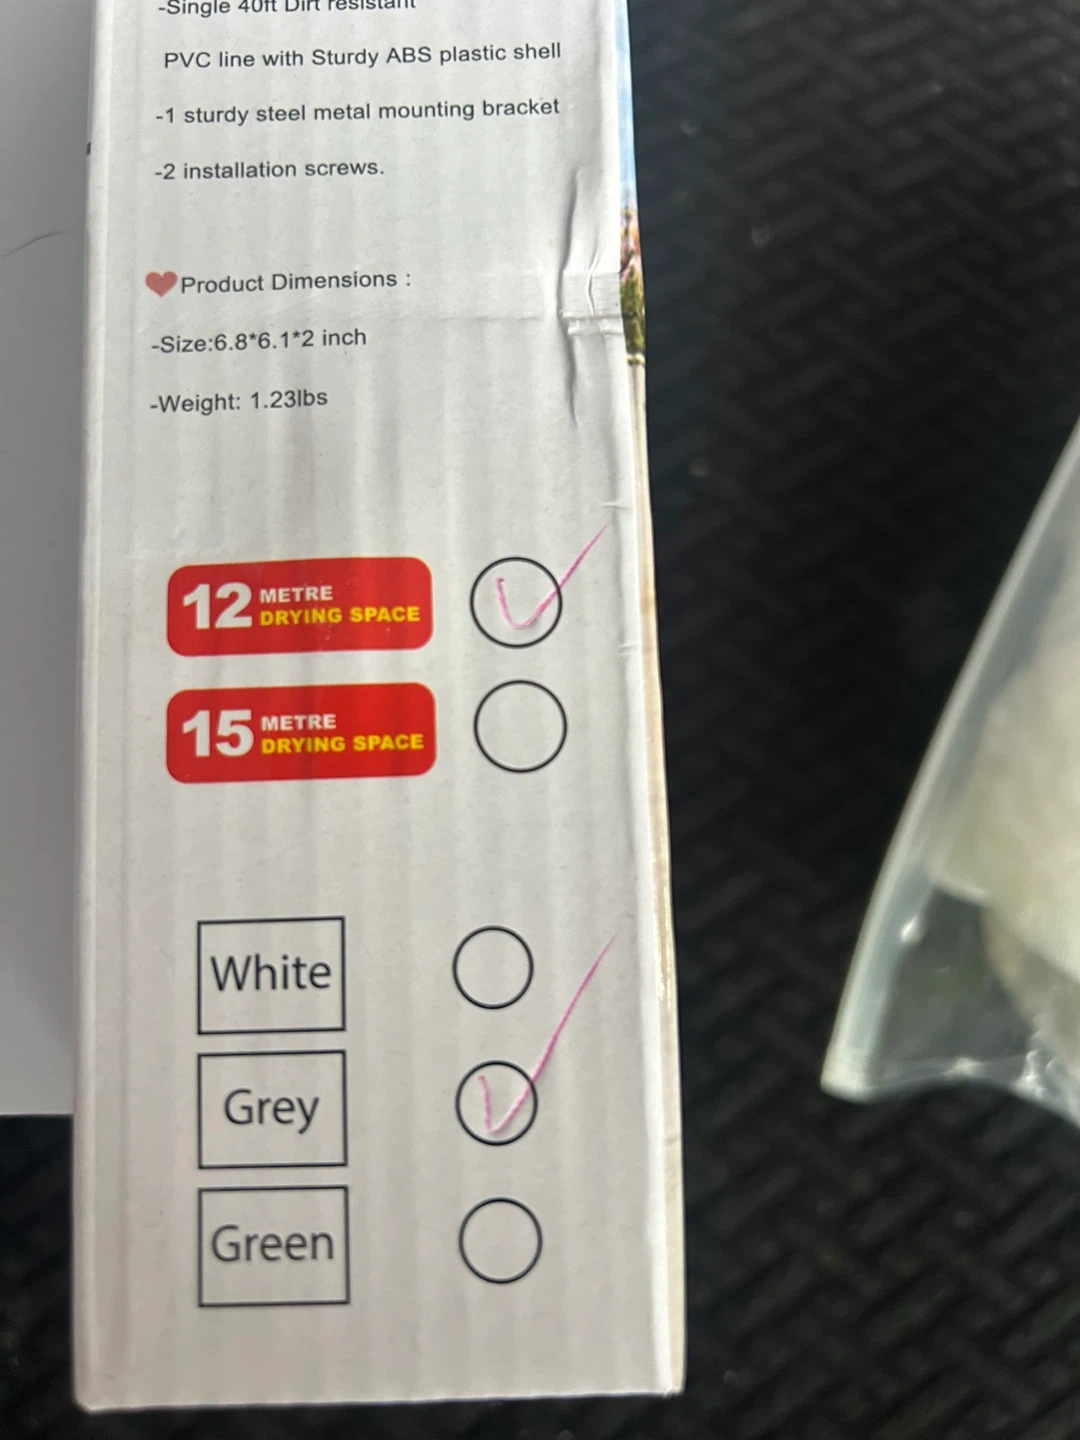 -Single 40ft Dirt resistant
PVC line with Sturdy ABS plastic shell
-1 sturdy steel metal mounting bracket
-2 installation screws.
Product Dimensions :
-Size:6.8*6.1*2 inch
-Weight: 1.23lbs
12 METRE
DRYING SPACE
15 METRE
DRYING SPACE
White
Grey
Green